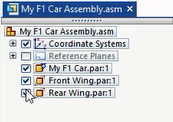 My F1 Car Assembly.asm
My F1 Car Assembly.asm
Coordinate Systems
Reference Planes
My F1 Car.par:1
Front Wing.par:1
Rear Wing.par:1